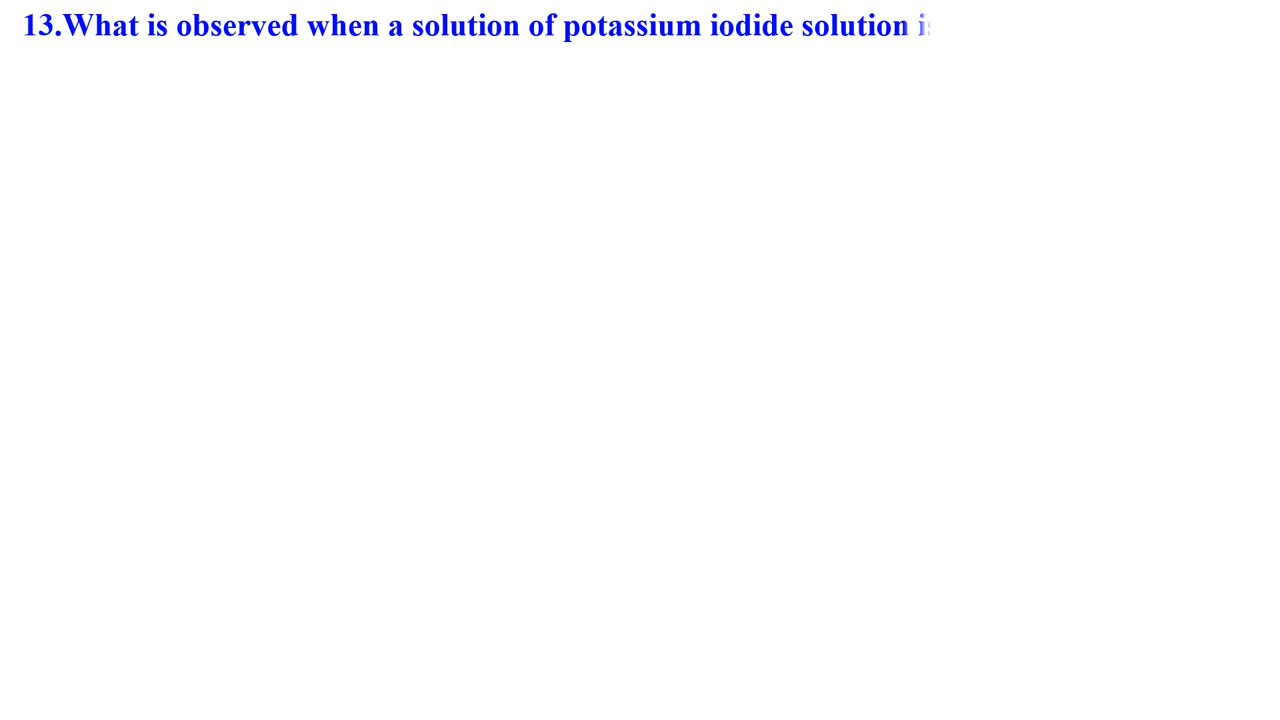 13.What is observed when a solution of potassium iodide solution